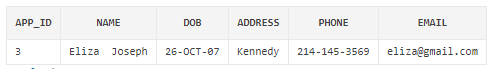 APP_ID NAME DOB ADDRESS PHONE EMAIL
3 Eliza Joseph 26-OCT-07 Kennedy 214-145-3569 eliza@gmail.com